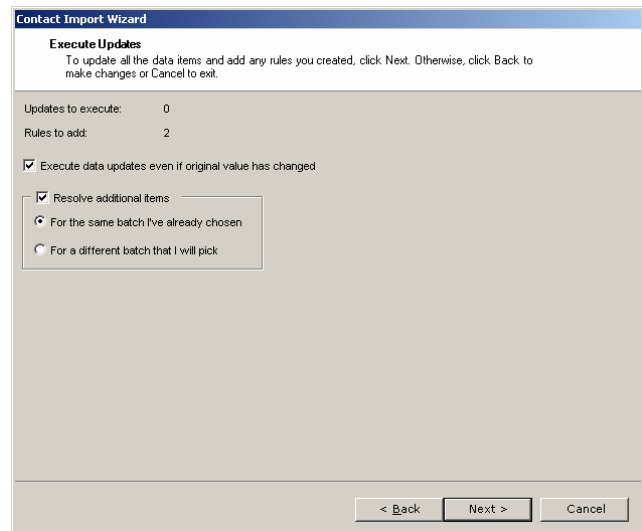 Contact Import Wizard
Execute Updates
To update all the data items and add any rules you created, click Next. Otherwise, click Back to
make changes or Cancel to exit.
Updates to execute: 0
Rules to add: 2
Execute data updates even if original value has changed
Resolve additional items
For the same batch I've already chosen
For a different batch that I will pick
< Back Next > Cancel